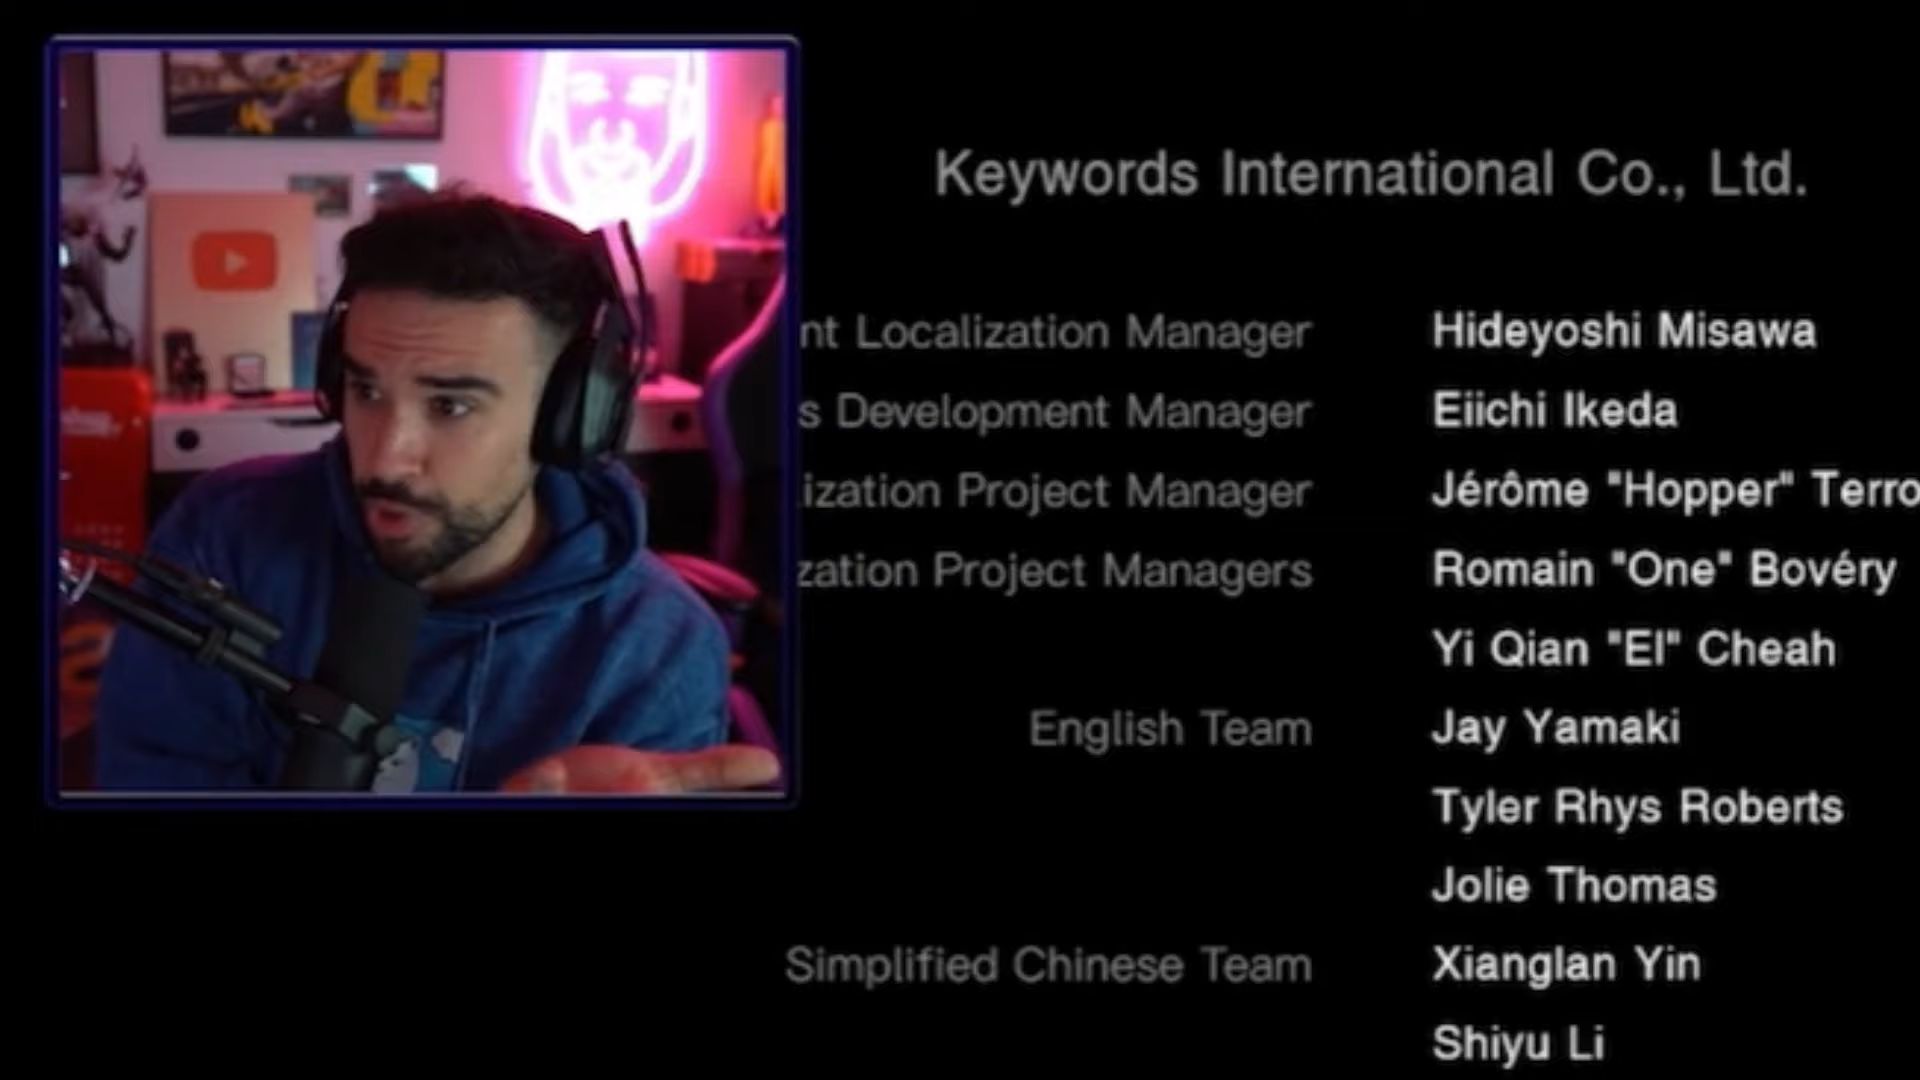 Keywords International Co., Ltd.
nt Localization Manager Hideyoshi Misawa
s Development Manager Eiichi Ikeda
ization Project Manager Jérôme "Hopper" Terro
zation Project Managers Romain "One" Bovéry
Yi Qian "El" Cheah
English Team Jay Yamaki
Tyler Rhys Roberts
Jolie Thomas
Simplified Chinese Team Xianglan Yin
Shiyu Li